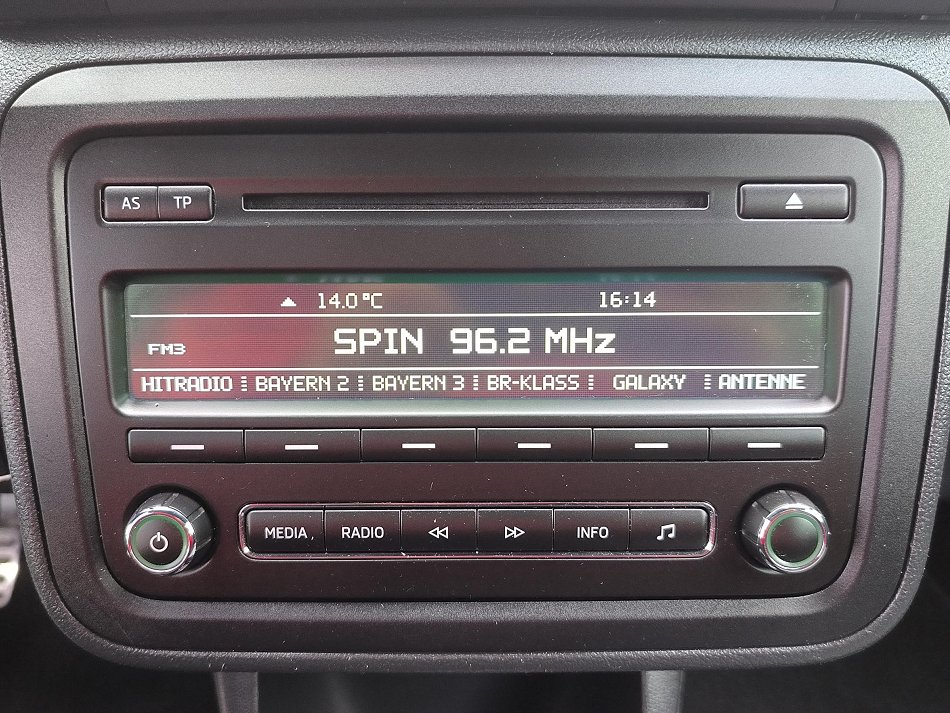 AS TP
14.0 °C 16:14
FM3 SPIN 96.2 MHz
HITRADIO BAYERN 2 BAYERN 3 BR-KLASS GALAXY ANTENNE
MEDIA RADIO INFO